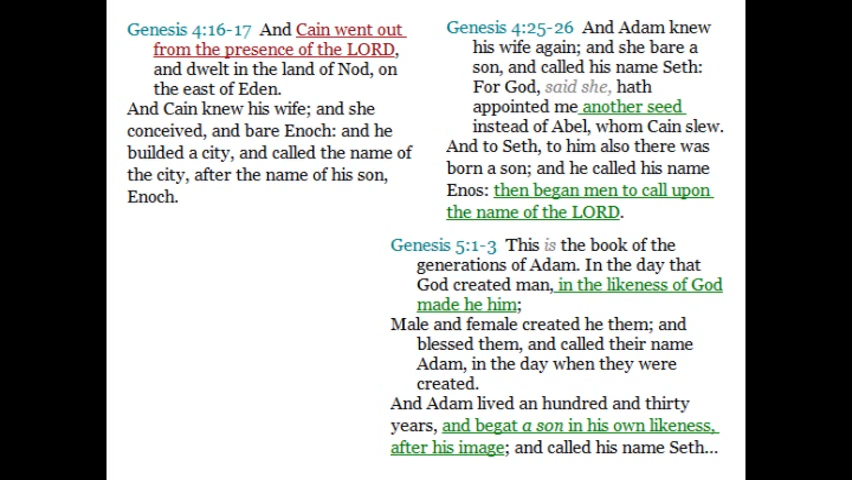 Genesis 4:16-17 And Cain went out
from the presence of the LORD,
and dwelt in the land of Nod, on
the east of Eden.
And Cain knew his wife; and she
conceived, and bare Enoch: and he
builded a city, and called the name of
the city, after the name of his son,
Enoch.
Genesis 4:25-26 And Adam knew
his wife again; and she bare a
son, and called his name Seth:
For God, said she, hath
appointed me another seed
instead of Abel, whom Cain slew.
And to Seth, to him also there was
born a son; and he called his name
Enos: then began men to call upon
the name of the LORD.
Genesis 5:1-3 This is the book of the
generations of Adam. In the day that
God created man, in the likeness of God
made he him;
Male and female created he them; and
blessed them, and called their name
Adam, in the day when they were
created.
And Adam lived an hundred and thirty
years, and begat a son in his own likeness,
after his image; and called his name Seth...